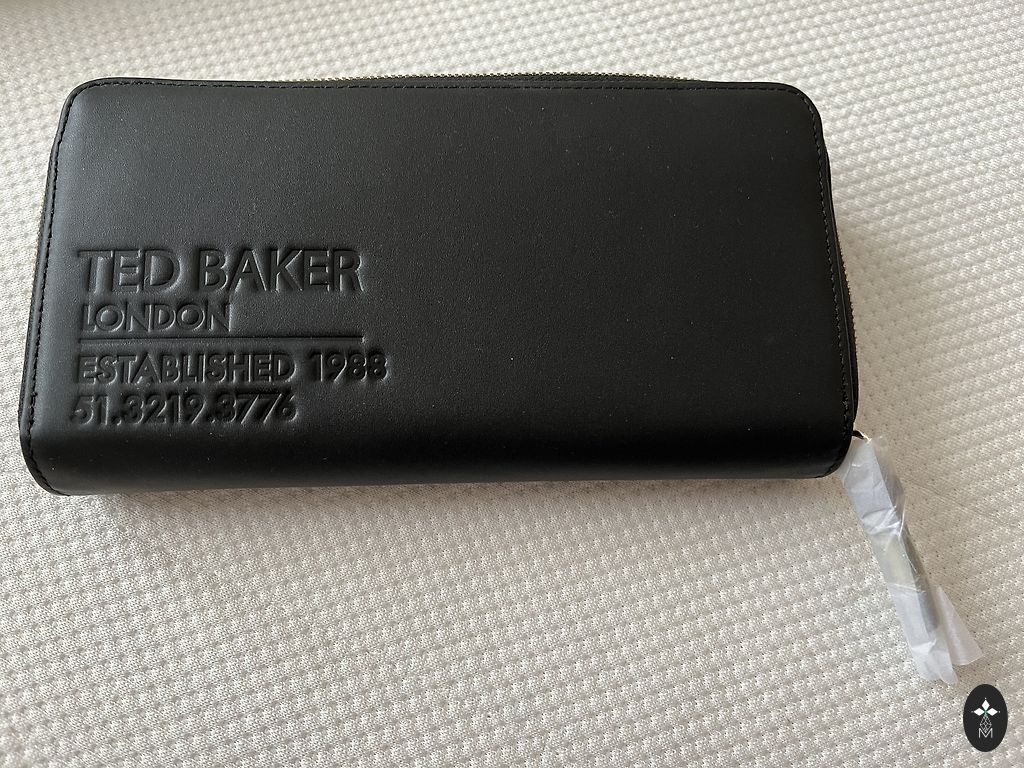 TED BAKER
LONDON
ESTABLISHED 1988
51.3219.3776
M